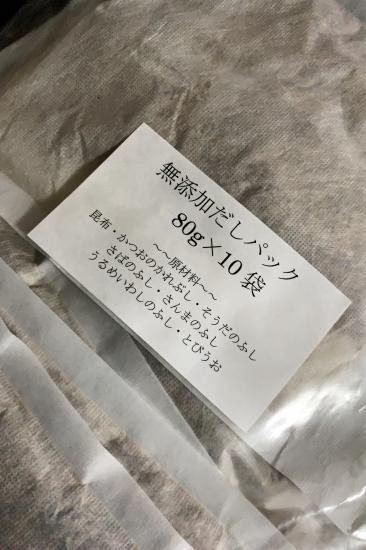 無添加だしパック
80g×10 袋
～～原材料～～
昆布・かつおのかれぶし・そうだのふし
さばのふし・さんまのふし
うるめいわしのふし・とびうお